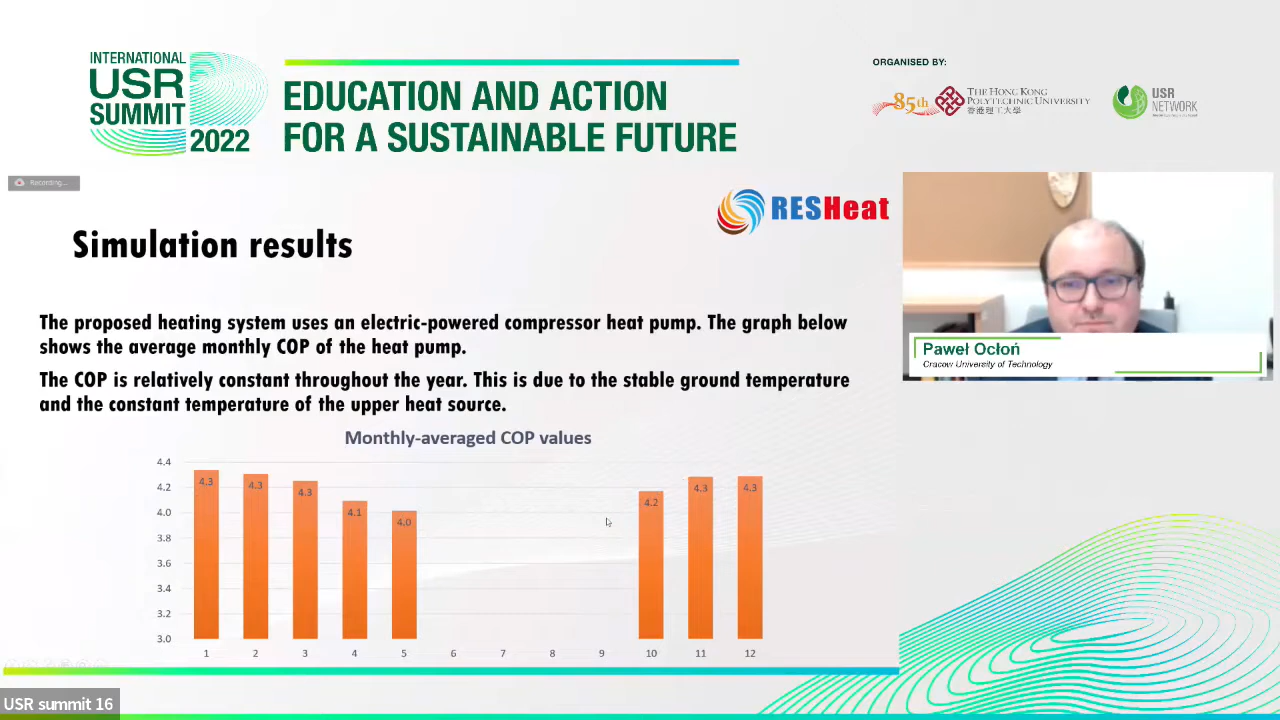 INTERNATIONAL
USR
SUMMIT
2022
EDUCATION AND ACTION
FOR A SUSTAINABLE FUTURE
ORGANISED BY:
85th
THE HONG KONG
POLYTECHNIC UNIVERSITY
香港理工大學
USR
NETWORK
Recording...
RESHeat
Simulation results
The proposed heating system uses an electric-powered compressor heat pump. The graph below
shows the average monthly COP of the heat pump.
The COP is relatively constant throughout the year. This is due to the stable ground temperature
and the constant temperature of the upper heat source.
Paweł Ocłoń
Cracow University of Technology
Monthly-averaged COP values
4.4
4.2
4.0
3.8
3.6
3.4
3.2
3.0
4.3 4.3 4.3 4.1 4.0 4.2 4.3 4.3
1 2 3 4 5 6 7 8 9 10 11 12
USR summit 16